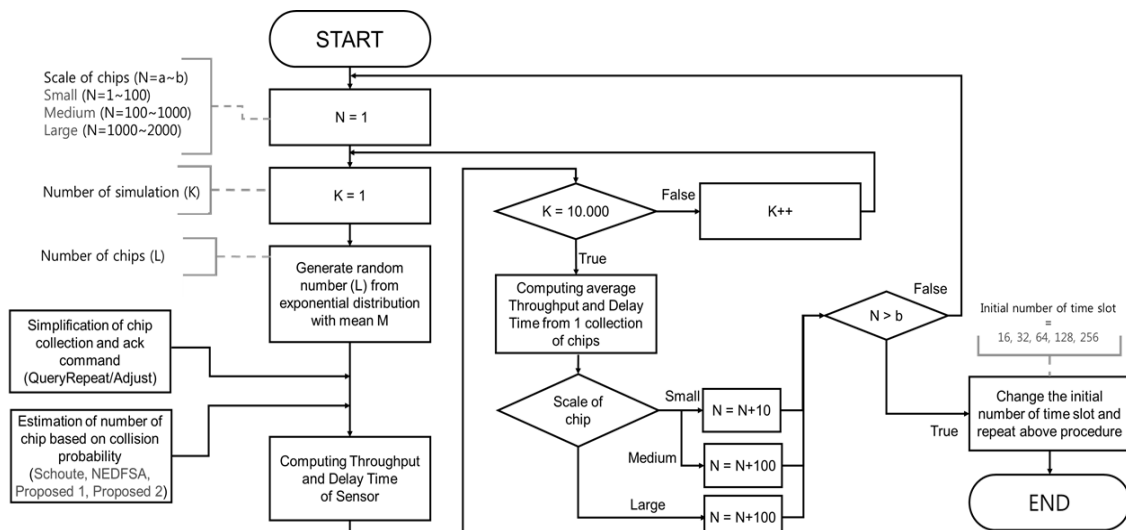 START
Scale of chips (N=a~b)
Small (N=1~100)
Medium (N=100~1000)
Large (N=1000~2000)
N = 1
Number of simulation (K)
K = 1
Number of chips (L)
Generate random
number (L) from
exponential distribution
with mean M
Simplification of chip
collection and ack
command
(QueryRepeat/Adjust)
Estimation of number of
chip based on collision
probability
(Schoute, NEDFSA,
Proposed 1, Proposed 2)
Computing Throughput
and Delay Time
of Sensor
K = 10.000
False
K++
True
Computing average
Throughput and Delay
Time from 1 collection
of chips
Scale of
chip
Small
N = N+10
Medium
N = N+100
Large
N = N+100
N > b
False
True
Initial number of time slot
=
16, 32, 64, 128, 256
Change the initial
number of time slot and
repeat above procedure
END